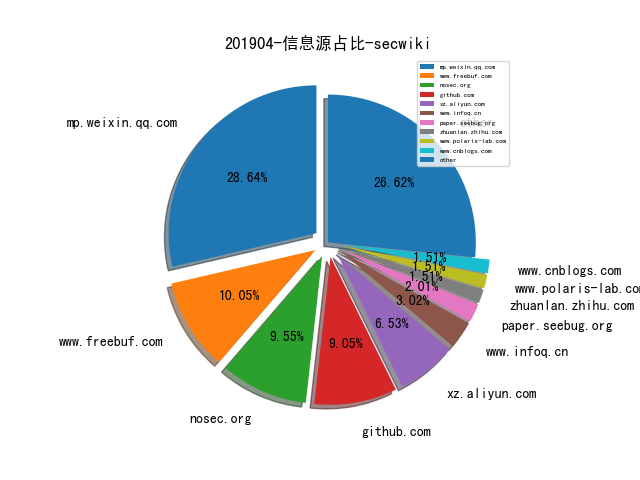 201904-信息源占比-secwiki
mp.weixin.qq.com
www.freebuf.com
nosec.org
github.com
xz.aliyun.com
www.infoq.cn
paper.seebug.org
zhuanlan.zhihu.com
www.polaris-lab.com
www.cnblogs.com
other
mp.weixin.qq.com
28.64%
26.62%
10.05%
www.freebuf.com
9.55%
nosec.org
9.05%
github.com
6.53%
xz.aliyun.com
3.02%
www.infoq.cn
2.01%
paper.seebug.org
1.51%
zhuanlan.zhihu.com
1.51%
www.polaris-lab.co
1.51%
www.cnblogs.com